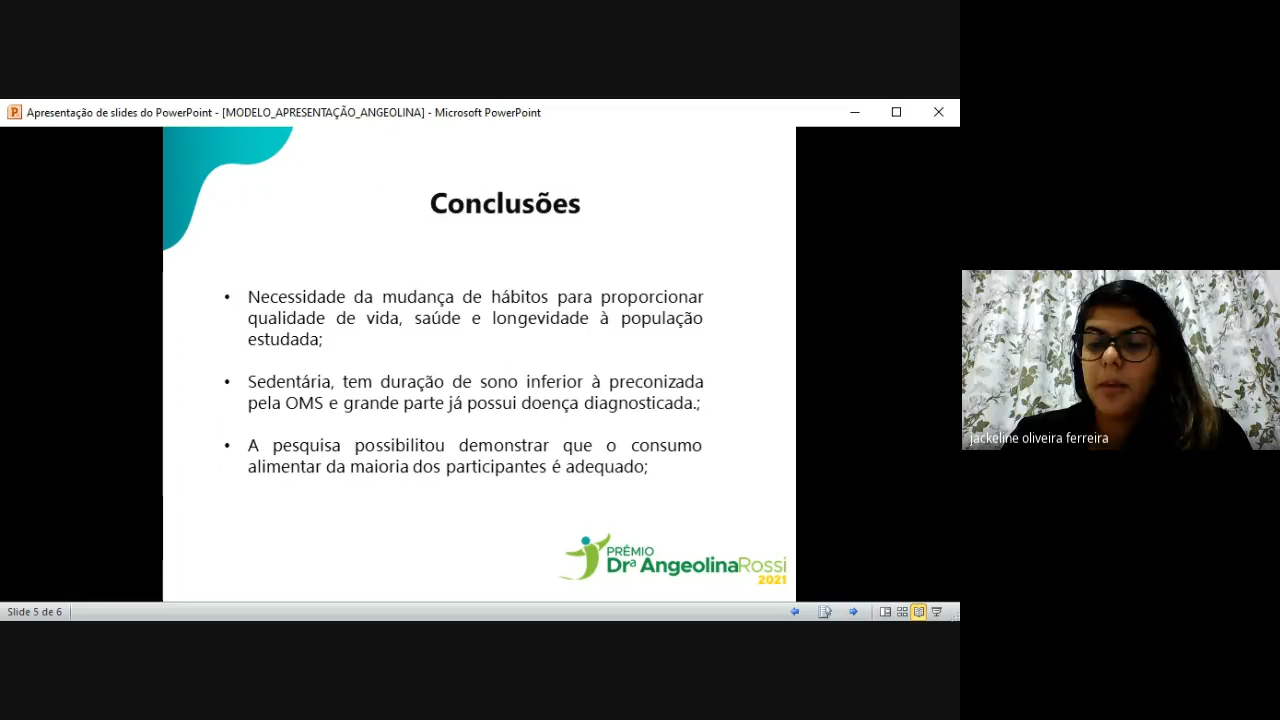 Apresentação de slides do PowerPoint - [MODELO_APRESENTAÇÃO_ANGEOLINA] - Microsoft PowerPoint
Conclusões
• Necessidade da mudança de hábitos para proporcionar
qualidade de vida, saúde e longevidade à população
estudada;
• Sedentária, tem duração de sono inferior à preconizada
pela OMS e grande parte já possui doença diagnosticada.;
• A pesquisa possibilitou demonstrar que o consumo
alimentar da maioria dos participantes é adequado;
PRÊMIO
Drª AngeolinaRossi
2021
Slide 5 de 6
jackeline oliveira ferreira